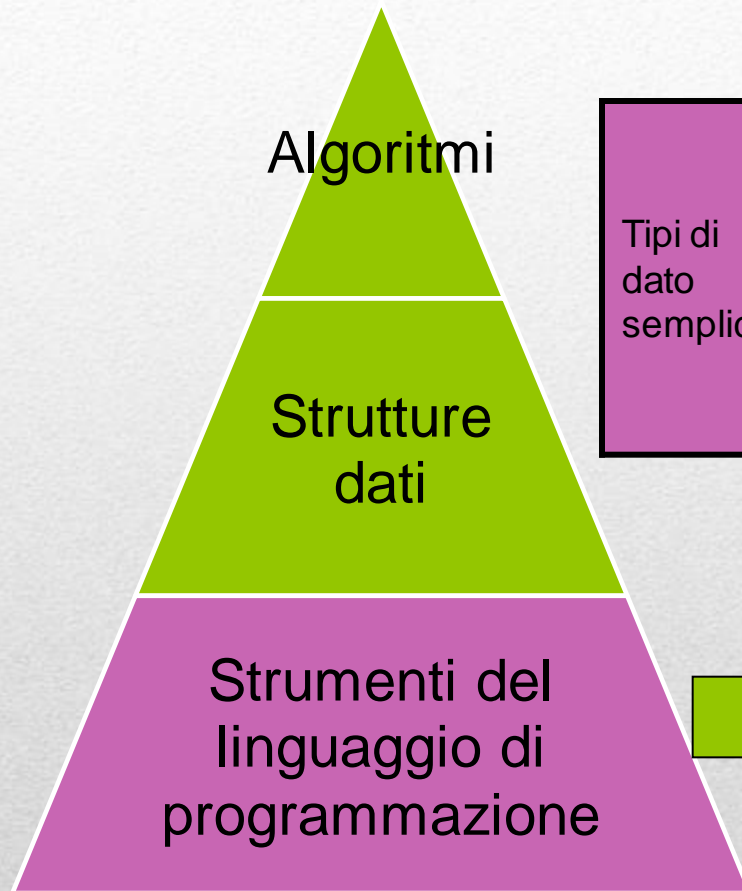 Algoritmi
Tipi di
dato
Strutture
dati
Strumenti del
linguaggio di
programmazione